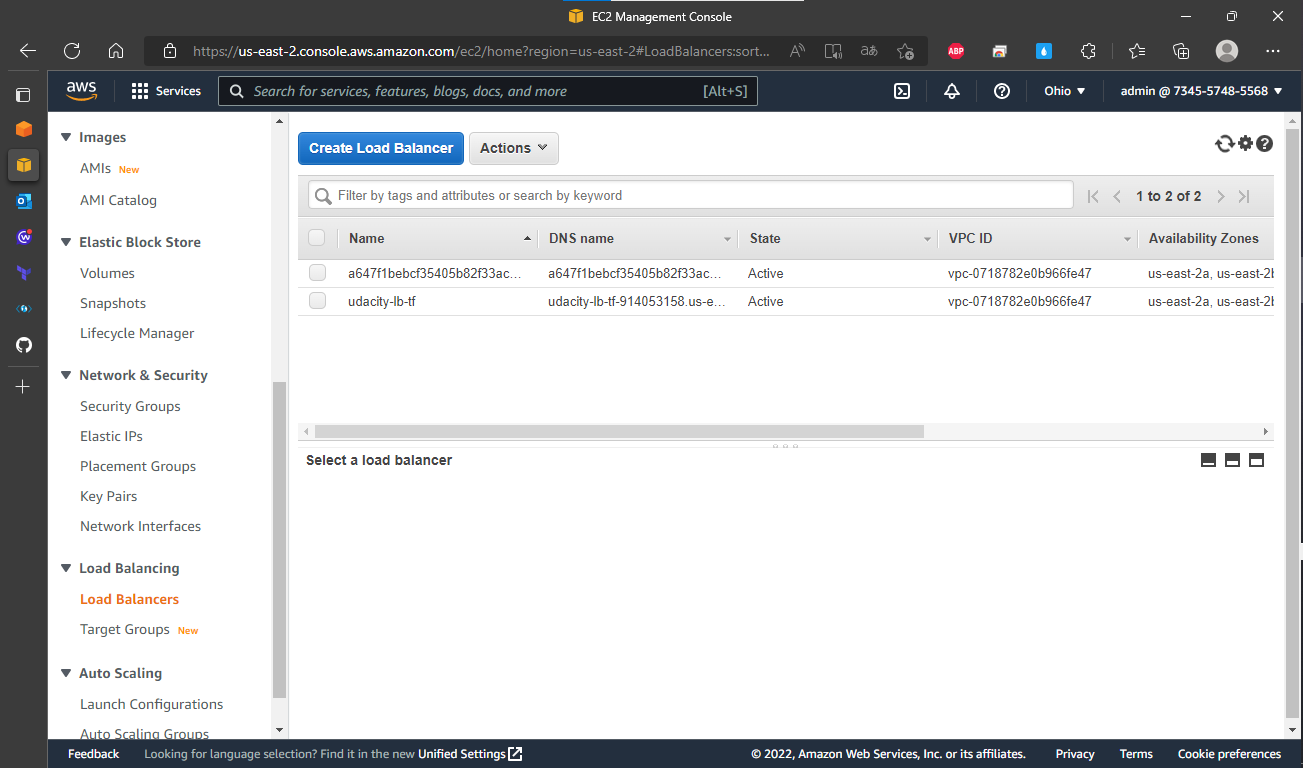 EC2 Management Console
https://us-east-2.console.aws.amazon.com/ec2/home?region=us-east-2#LoadBalancers:sort...
ABP
aws
Services
Search for services, features, blogs, docs, and more [Alt+S]
Ohio
admin @ 7345-5748-5568
Images
AMIs New
AMI Catalog
Elastic Block Store
Volumes
Snapshots
Lifecycle Manager
Network & Security
Security Groups
Elastic IPs
Placement Groups
Key Pairs
Network Interfaces
Load Balancing
Load Balancers
Target Groups New
Auto Scaling
Launch Configurations
Auto Scaling Groups
Create Load Balancer
Actions
Filter by tags and attributes or search by keyword
1 to 2 of 2
Name DNS name State VPC ID Availability Zones
a647f1bebcf35405b82f33ac... a647f1bebcf35405b82f33ac... Active vpc-0718782e0b966fe47 us-east-2a, us-east-2b
udacity-lb-tf udacity-lb-tf-914053158.us-e... Active vpc-0718782e0b966fe47 us-east-2a, us-east-2b
Select a load balancer
Feedback
Looking for language selection? Find it in the new Unified Settings
© 2022, Amazon Web Services, Inc. or its affiliates.
Privacy
Terms
Cookie preferences